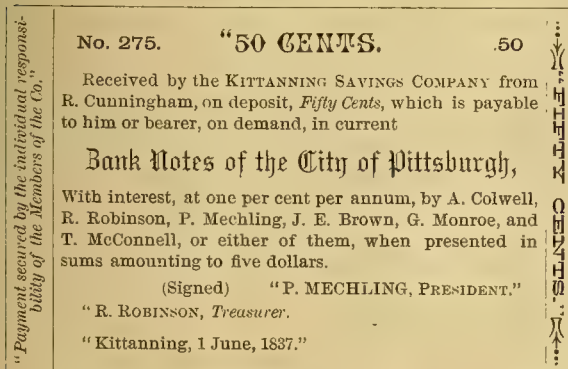 "Payment secured by the individual responsi-
bility of the Members of the Co."
No. 275. "50 CENTS. .50
Received by the KITTANNING SAVINGS COMPANY from
R. Cunningham, on deposit, Fifty Cents, which is payable
to him or bearer, on demand, in current
Bank Notes of the City of Pittsburgh,
With interest, at one per cent per annum, by A. Colwell,
R. Robinson, P. Mechling, J. E. Brown, G. Monroe, and
T. McConnell, or either of them, when presented in
sums amounting to five dollars.
(Signed) "P. MECHLING, PRESIDENT."
"R. ROBINSON, Treasurer.
"Kittanning, 1 June, 1837."
"FIFTY CENTS."